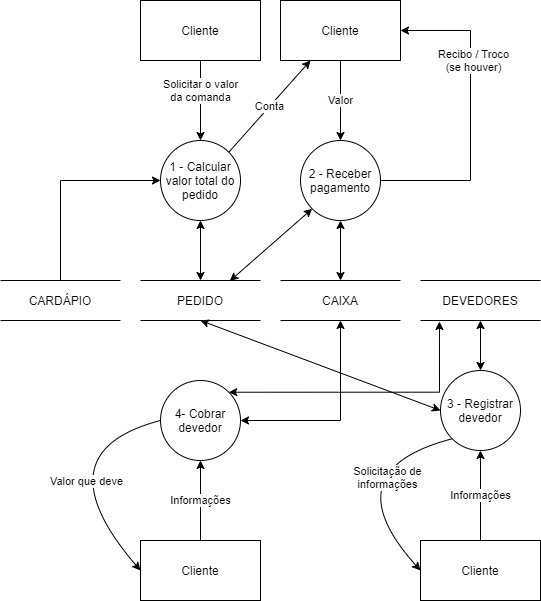 Cliente
Cliente
Solicitar o valor
da comanda
Conta
Valor
Recibo / Troco
(se houver)
1 - Calcular
valor total do
pedido
2 - Receber
pagamento
CARDÁPIO
PEDIDO
CAIXA
DEVEDORES
4- Cobrar
devedor
3 - Registrar
devedor
Valor que deve
Informações
Solicitação de
informações
Informações
Cliente
Cliente